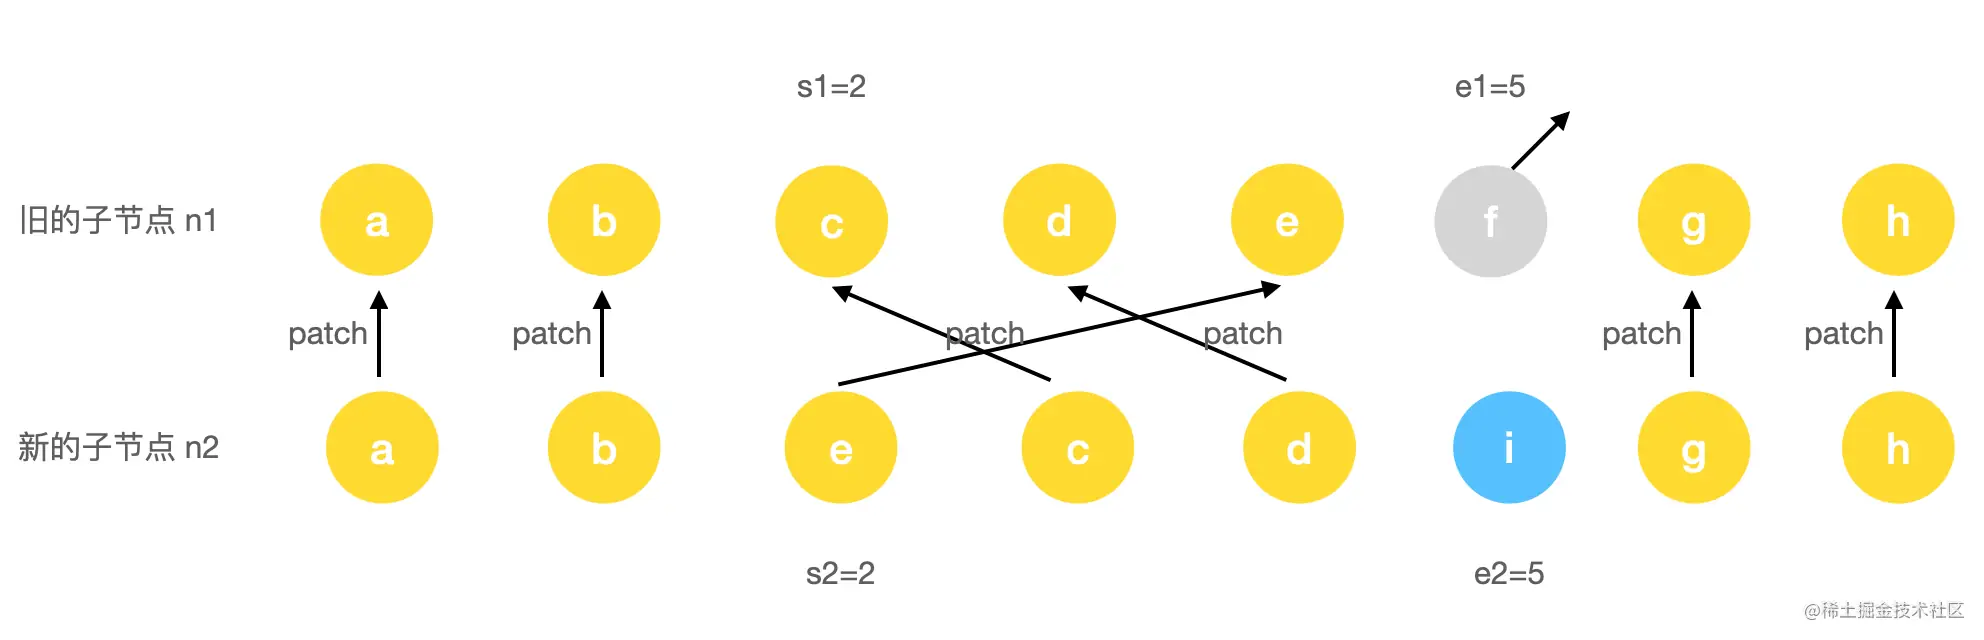 s1=2 e1=5
旧的子节点 n1 a b c d e f g h
patch patch patch patch patch patch
新的子节点 n2 a b e c d i g h
s2=2 e2=5
@稀土掘金技术社区